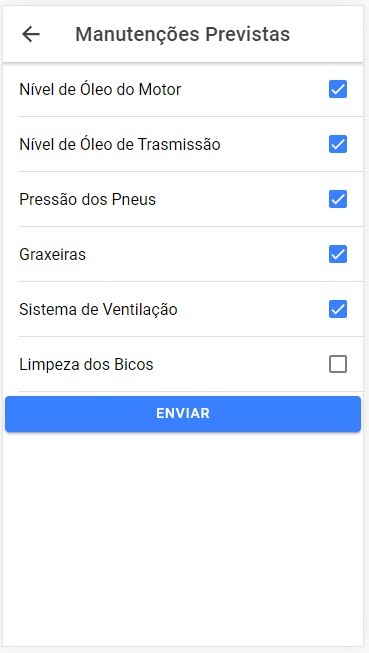 Manutenções Previstas
Nível de Óleo do Motor
Nível de Óleo de Trasmissão
Pressão dos Pneus
Graxeiras
Sistema de Ventilação
Limpeza dos Bicos
ENVIAR